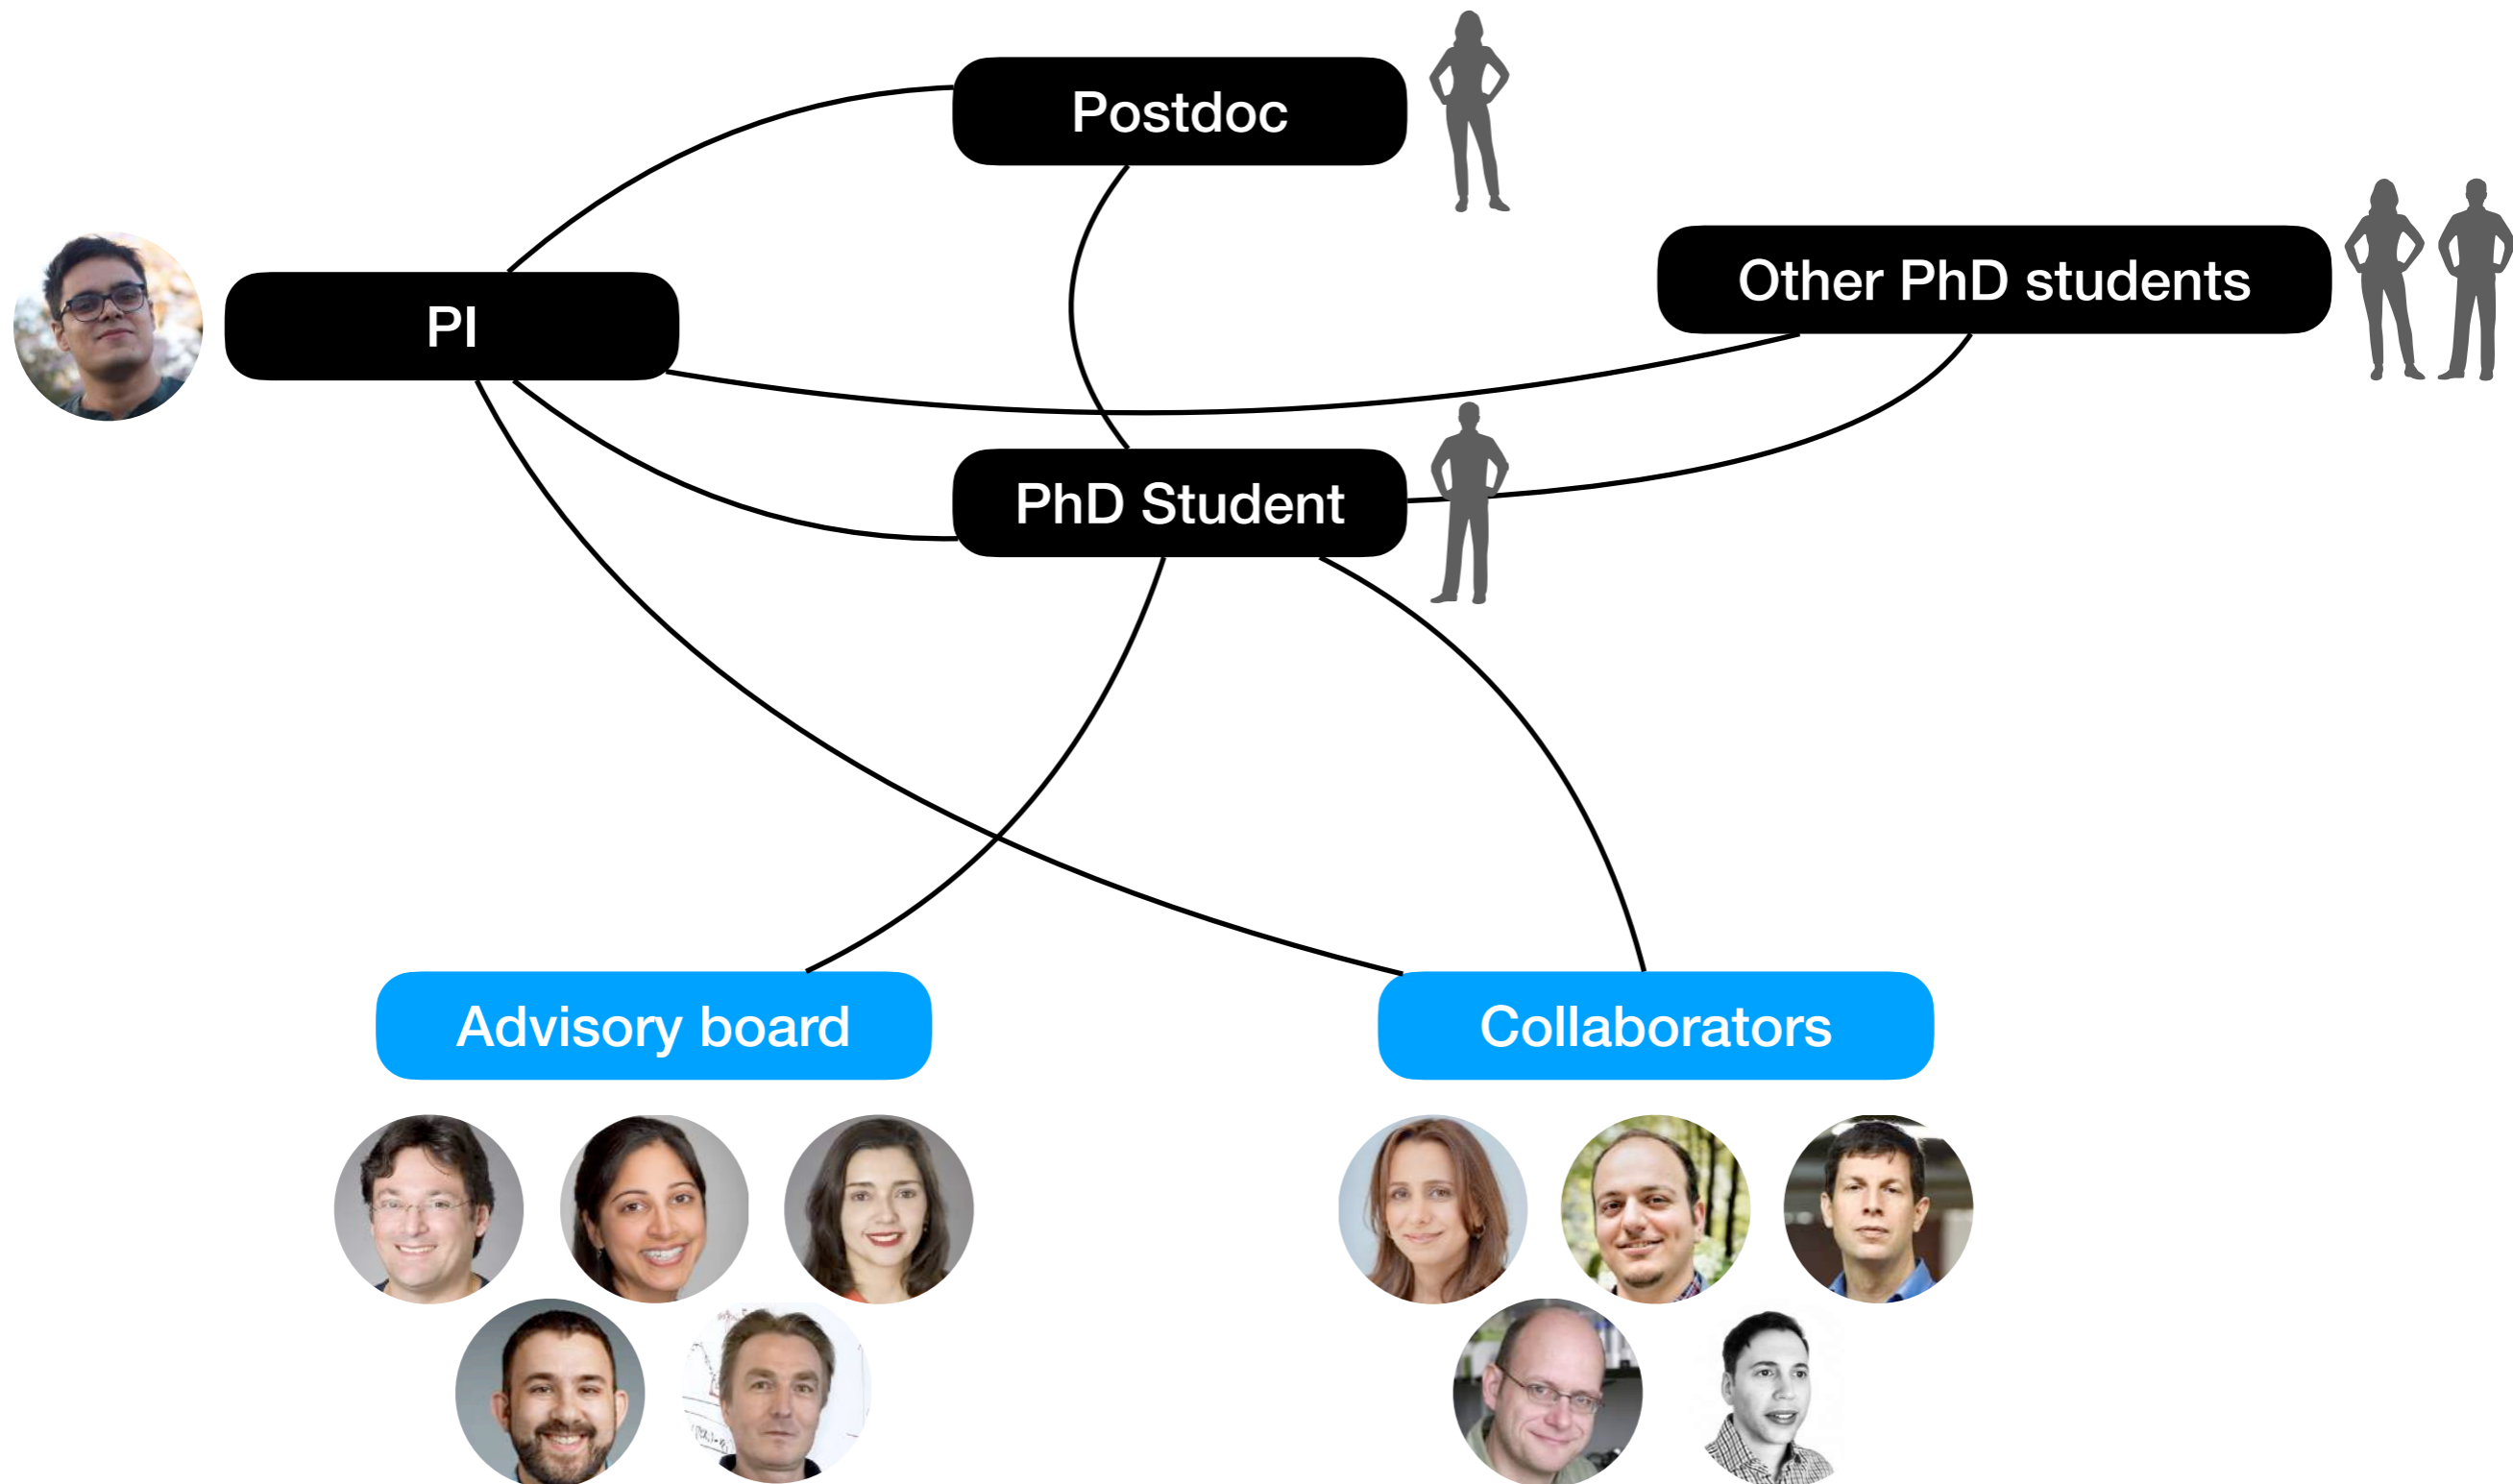 Postdoc
Other PhD students
PI
PhD Student
Advisory board
Collaborators